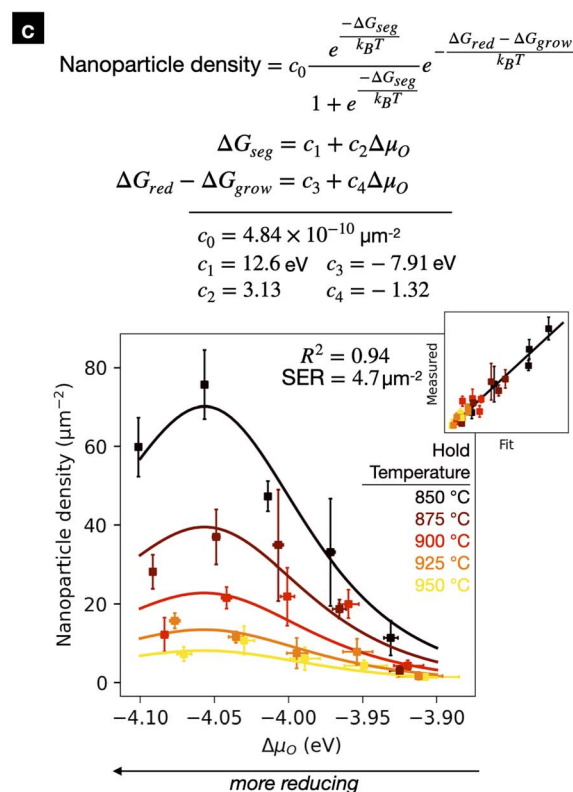 c
Nanoparticle density = c₀ e^(−ΔG_seg/k_BT) / (1 + e^(−ΔG_seg/k_BT)) e^(−(ΔG_red − ΔG_grow)/k_BT)
ΔG_seg = c₁ + c₂Δμ_O
ΔG_red − ΔG_grow = c₃ + c₄Δμ_O
c₀ = 4.84 × 10⁻¹⁰ μm⁻²
c₁ = 12.6 eV c₃ = − 7.91 eV
c₂ = 3.13 c₄ = − 1.32
R² = 0.94
SER = 4.7μm⁻²
Measured
Fit
Hold
Temperature
850 °C
875 °C
900 °C
925 °C
950 °C
Nanoparticle density (μm⁻²)
80
60
40
20
0
−4.10 −4.05 −4.00 −3.95 −3.90
Δμ_O (eV)
more reducing